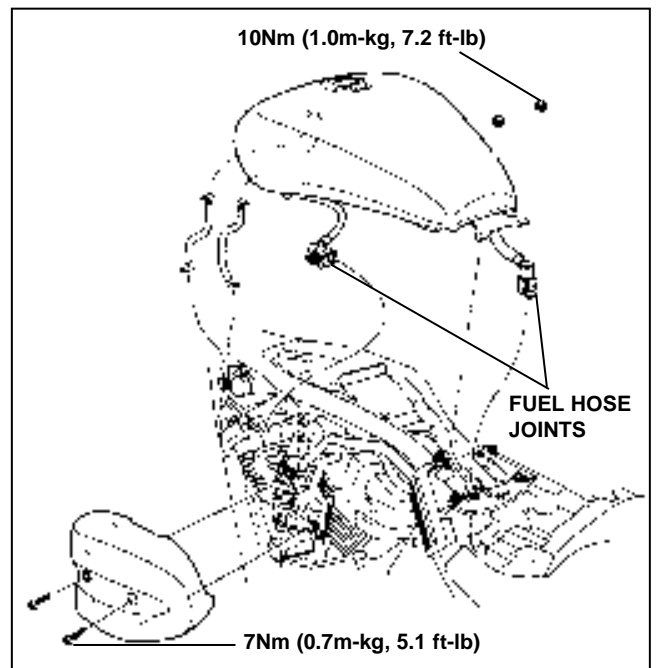 10Nm (1.0m-kg, 7.2 ft-lb)
FUEL HOSE
JOINTS
7Nm (0.7m-kg, 5.1 ft-lb)